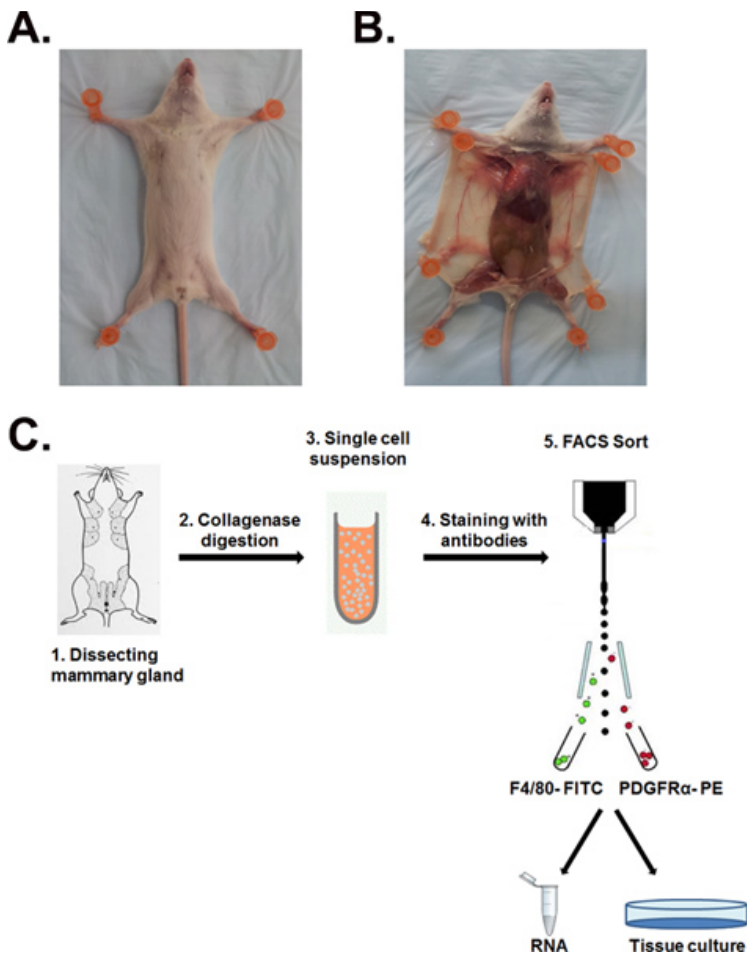 A.
B.
C.
1. Dissecting
mammary gland
2. Collagenase
digestion
3. Single cell
suspension
4. Staining with
antibodies
5. FACS Sort
F4/80- FITC
PDGFRα- PE
RNA
Tissue culture